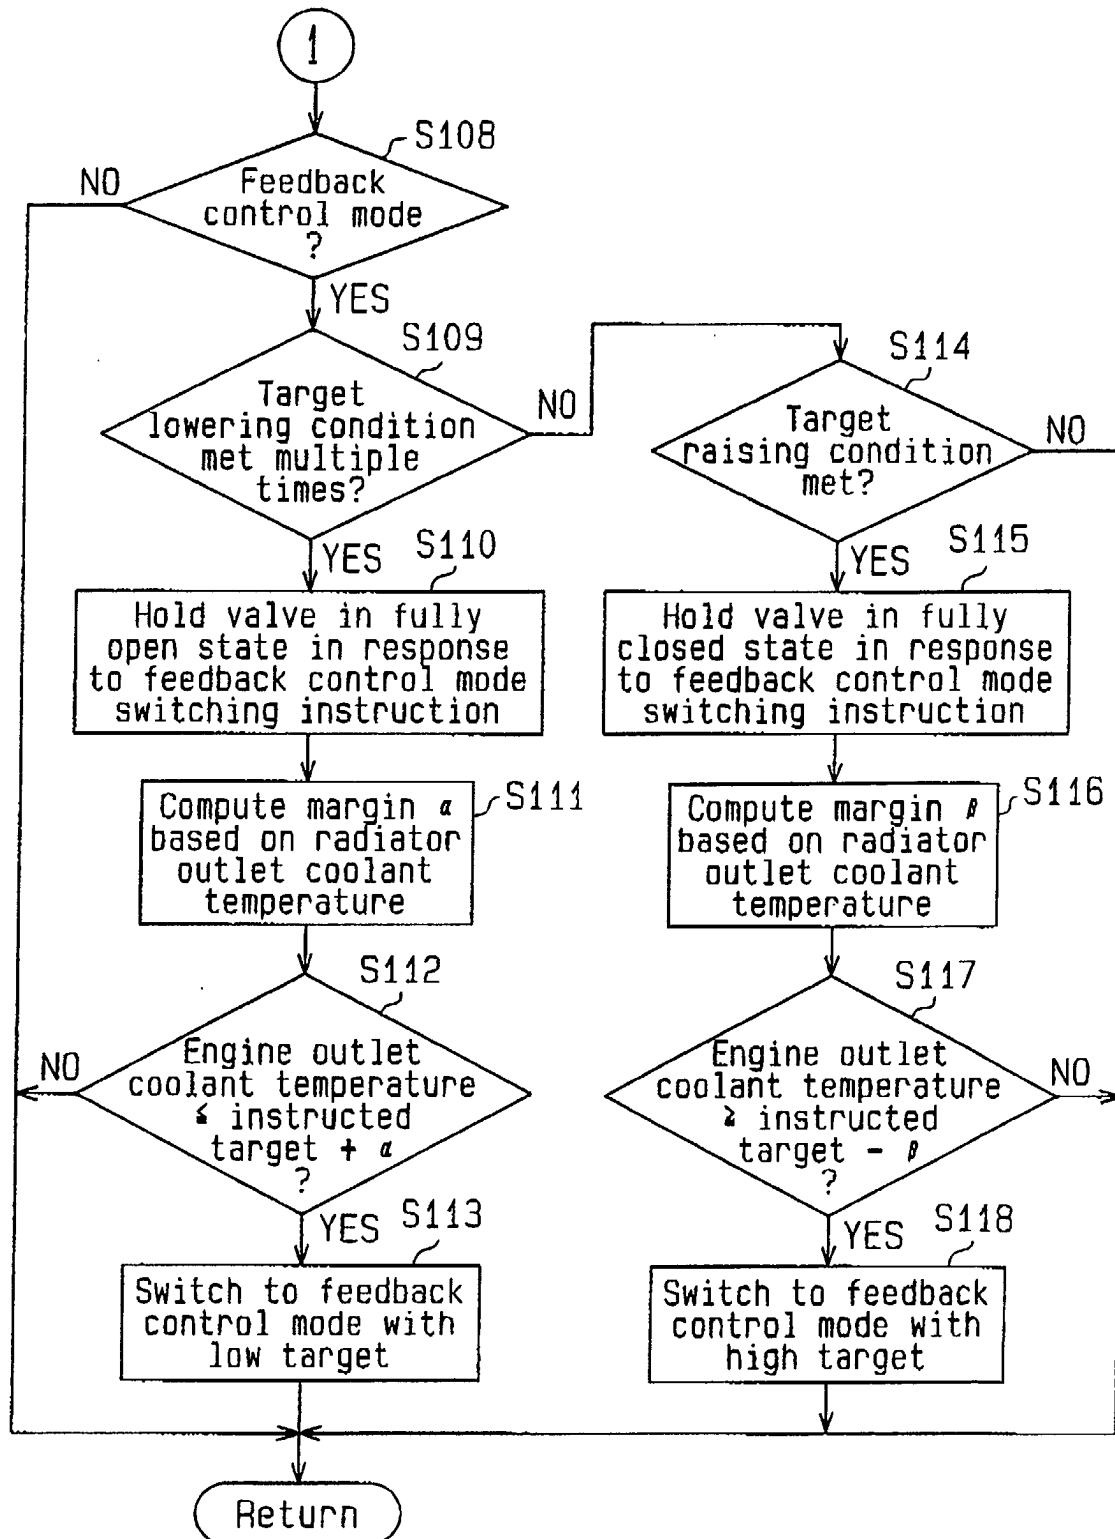 1
S108
NO
Feedback
control mode
?
YES
S109
Target
lowering condition
met multiple
times?
NO
S114
Target
raising condition
met?
NO
YES
S110
Hold valve in fully
open state in response
to feedback control mode
switching instruction
YES
S115
Hold valve in fully
closed state in response
to feedback control mode
switching instruction
Compute margin α
based on radiator
outlet coolant
temperature
S111
Compute margin β
based on radiator
outlet coolant
temperature
S116
S112
NO
Engine outlet
coolant temperature
≦ instructed
target + α
?
S117
Engine outlet
coolant temperature
≧ instructed
target - β
?
NO
YES
S113
Switch to feedback
control mode with
low target
YES
S118
Switch to feedback
control mode with
high target
Return